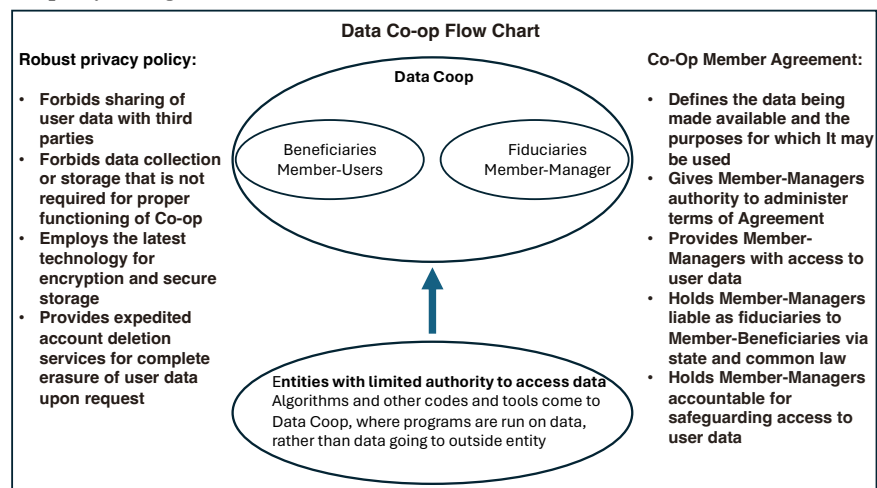 Data Co-op Flow Chart
Robust privacy policy:
• Forbids sharing of
user data with third
parties
• Forbids data collection
or storage that is not
required for proper
functioning of Co-op
• Employs the latest
technology for
encryption and secure
storage
• Provides expedited
account deletion
services for complete
erasure of user data
upon request
Data Coop
Beneficiaries
Member-Users
Fiduciaries
Member-Manager
Entities with limited authority to access data
Algorithms and other codes and tools come to
Data Coop, where programs are run on data,
rather than data going to outside entity
Co-Op Member Agreement:
• Defines the data being
made available and the
purposes for which It may
be used
• Gives Member-Managers
authority to administer
terms of Agreement
• Provides Member-
Managers with access to
user data
• Holds Member-Managers
liable as fiduciaries to
Member-Beneficiaries via
state and common law
• Holds Member-Managers
accountable for
safeguarding access to
user data